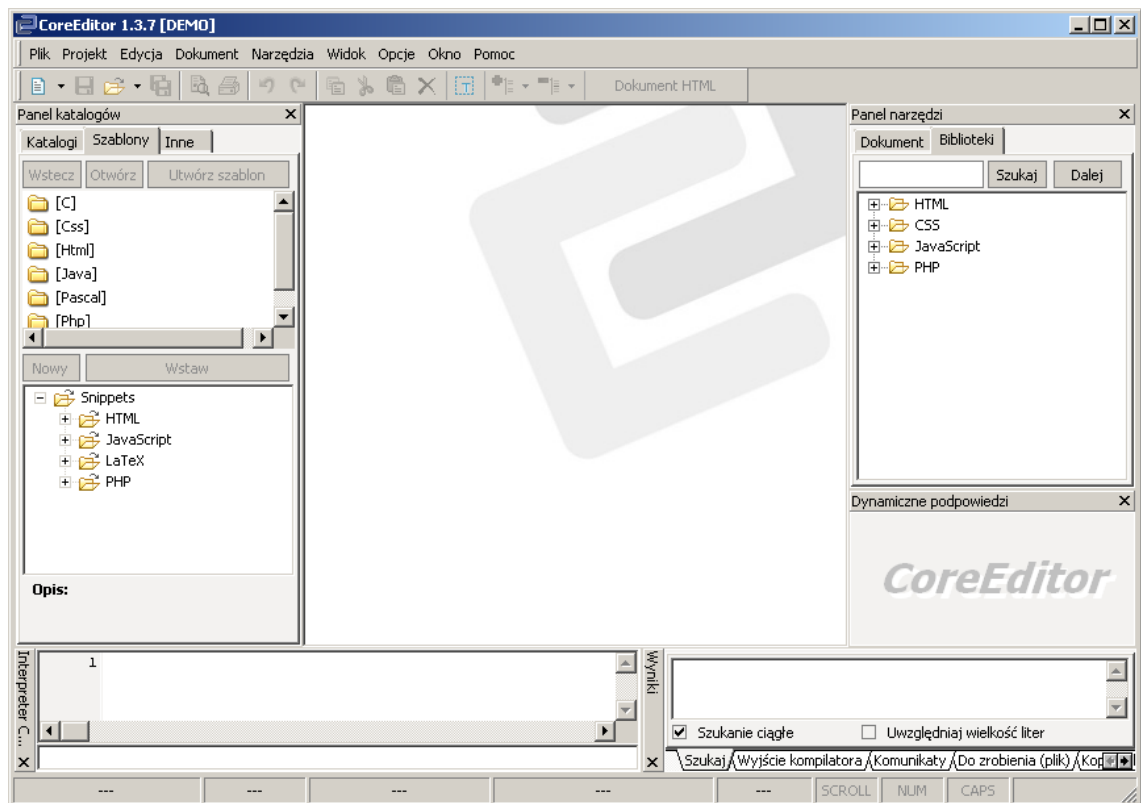 CoreEditor 1.3.7 [DEMO]
Plik Projekt Edycja Dokument Narzędzia Widok Opcje Okno Pomoc
Dokument HTML
Panel katalogów
Katalogi Szablony Inne
Wstecz Otwórz Utwórz szablon
[C]
[Css]
[Html]
[Java]
[Pascal]
[Php]
Nowy Wstaw
Snippets
HTML
JavaScript
LaTeX
PHP
Opis:
Panel narzędzi
Dokument Biblioteki
Szukaj Dalej
HTML
CSS
JavaScript
PHP
Dynamiczne podpowiedzi
CoreEditor
Interpreter C...
1
Wyniki
Szukanie ciągłe Uwzględniaj wielkość liter
Szukaj Wyjście kompilatora Komunikaty Do zrobienia (plik) Kop
--- --- --- --- --- SCROLL NUM CAPS